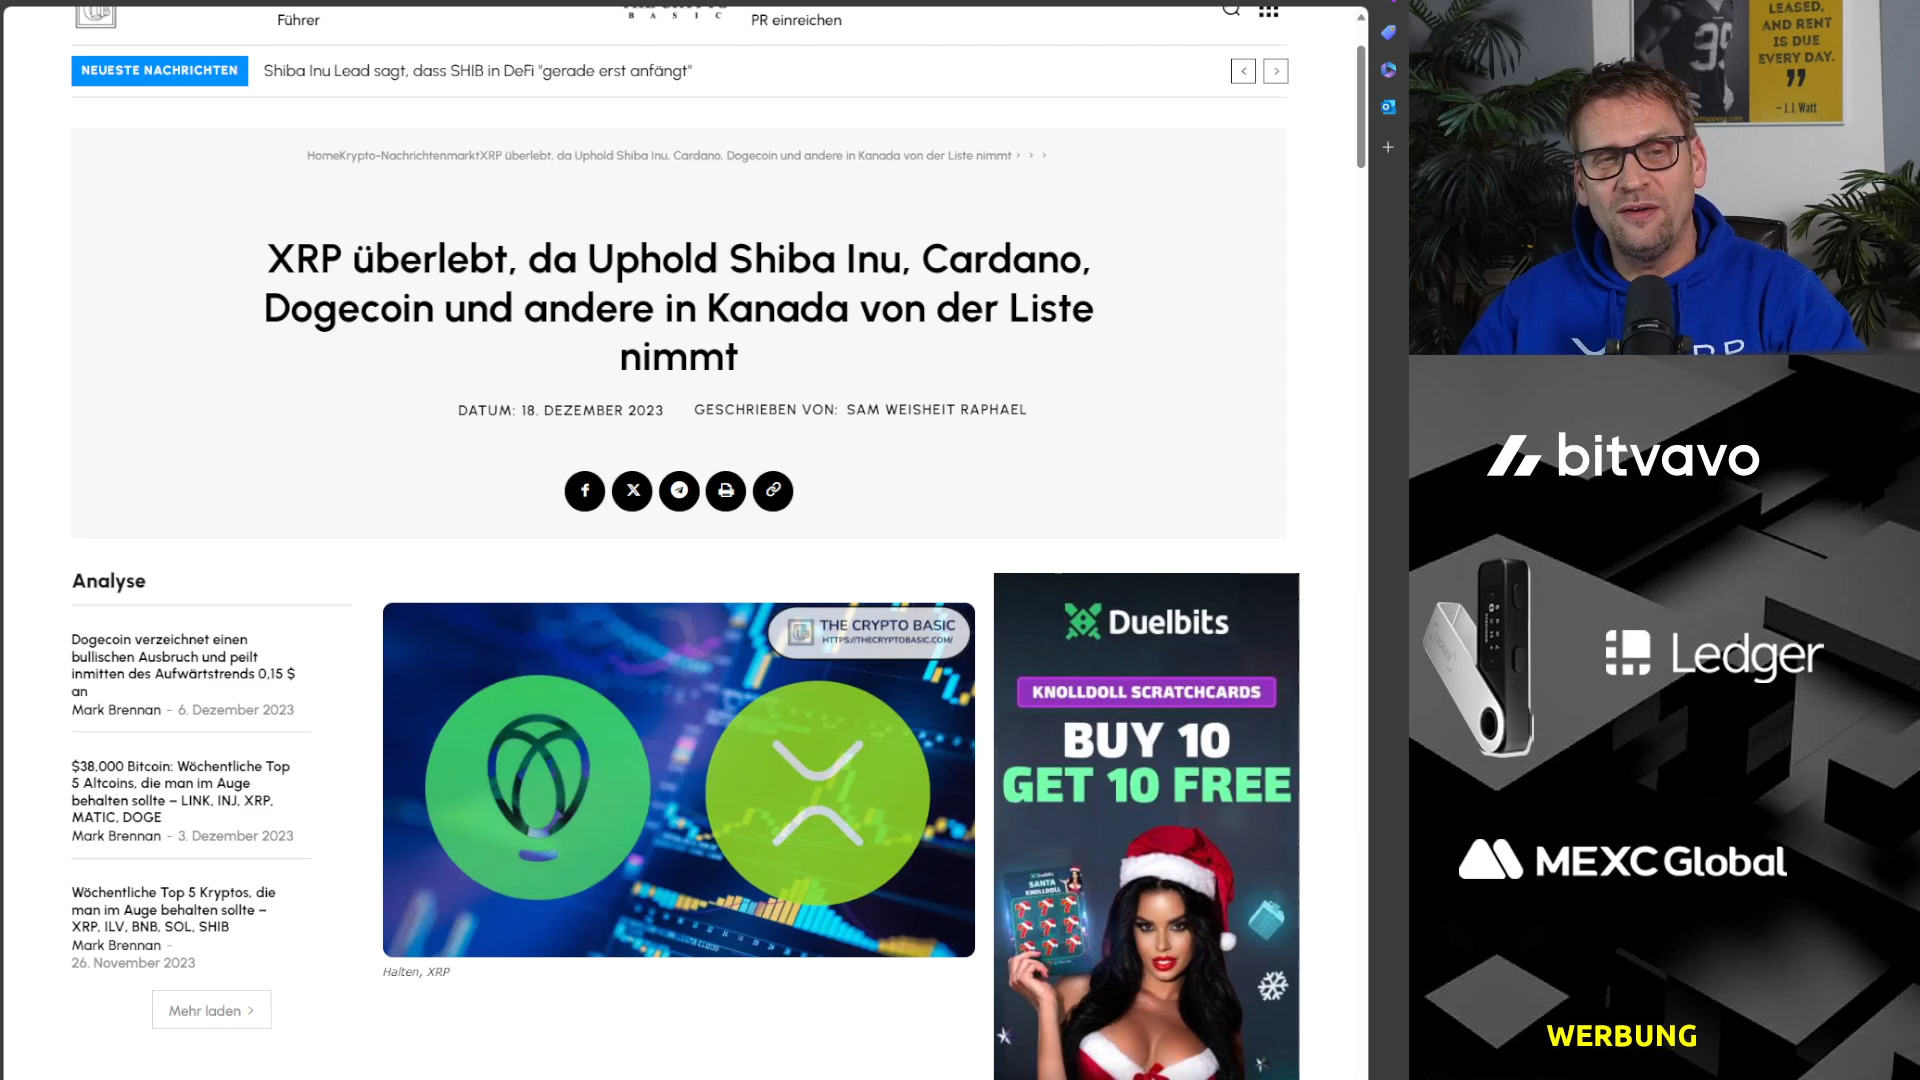 Führer
BASIC
PR einreichen
NEUESTE NACHRICHTEN
Shiba Inu Lead sagt, dass SHIB in DeFi "gerade erst anfängt"
HomeKrypto-NachrichtenmarktXRP überlebt, da Uphold Shiba Inu, Cardano, Dogecoin und andere in Kanada von der Liste nimmt
XRP überlebt, da Uphold Shiba Inu, Cardano,
Dogecoin und andere in Kanada von der Liste
nimmt
DATUM: 18. DEZEMBER 2023
GESCHRIEBEN VON: SAM WEISHEIT RAPHAEL
Analyse
Dogecoin verzeichnet einen
bullischen Ausbruch und peilt
inmitten des Aufwärtstrends 0,15 $
an
Mark Brennan - 6. Dezember 2023
$38,000 Bitcoin: Wöchentliche Top
5 Altcoins, die man im Auge
behalten sollte – LINK, INJ, XRP,
MATIC, DOGE
Mark Brennan - 3. Dezember 2023
Wöchentliche Top 5 Kryptos, die
man im Auge behalten sollte –
XRP, ILV, BNB, SOL, SHIB
Mark Brennan -
26. November 2023
Mehr laden
THE CRYPTO BASIC
HTTPS://THECRYPTOBASIC.COM/
Halten, XRP
Duelbits
KNOLLDOLL SCRATCHCARDS
BUY 10
GET 10 FREE
SANTA
KNOLLDOLL
LEASED,
AND RENT
IS DUE
EVERY DAY.
”
– J.J. Watt
99
XRP
bitvavo
Ledger
MEXC Global
WERBUNG